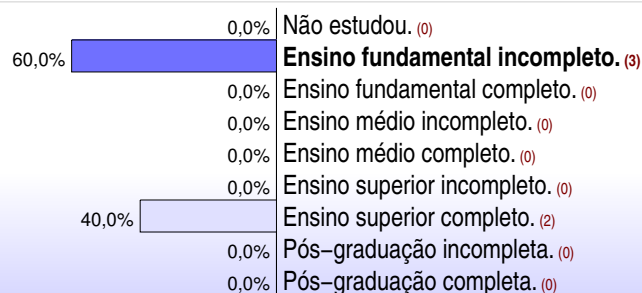 0,0% Não estudou. (0)
60,0% Ensino fundamental incompleto. (3)
0,0% Ensino fundamental completo. (0)
0,0% Ensino médio incompleto. (0)
0,0% Ensino médio completo. (0)
0,0% Ensino superior incompleto. (0)
40,0% Ensino superior completo. (2)
0,0% Pós−graduação incompleta. (0)
0,0% Pós−graduação completa. (0)